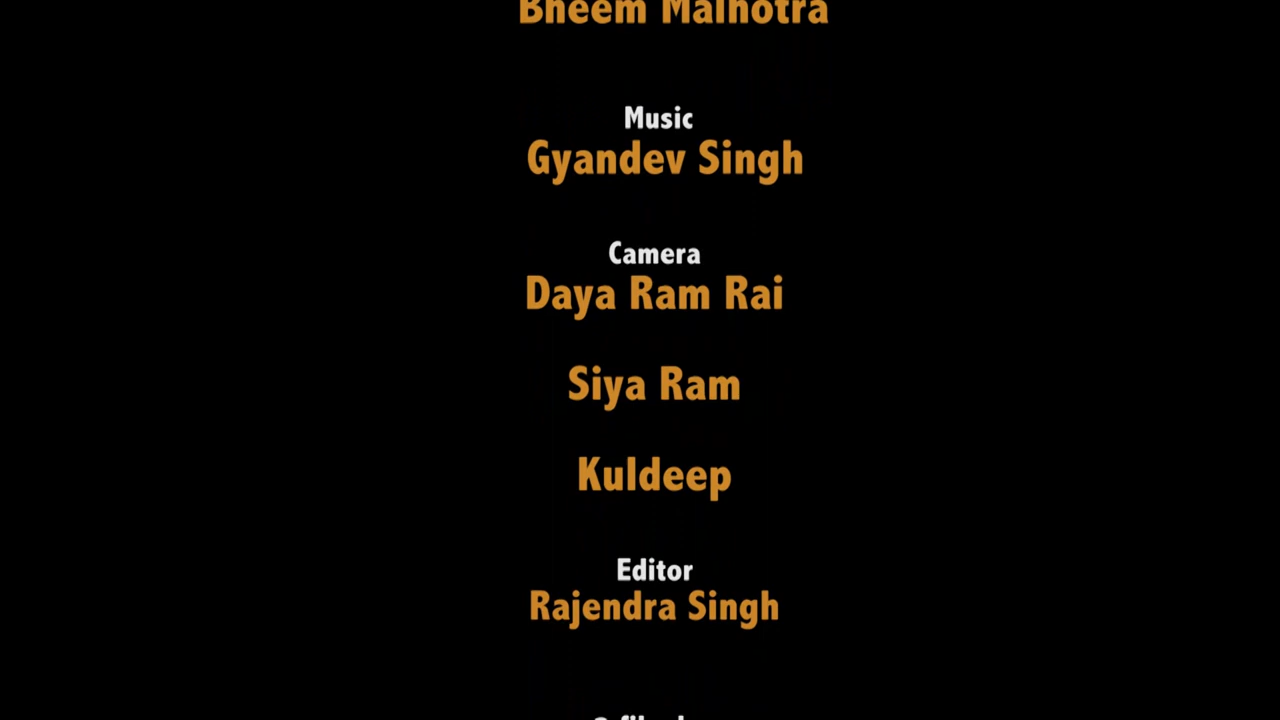 Bheem Malhotra
Music
Gyandev Singh
Camera
Daya Ram Rai
Siya Ram
Kuldeep
Editor
Rajendra Singh